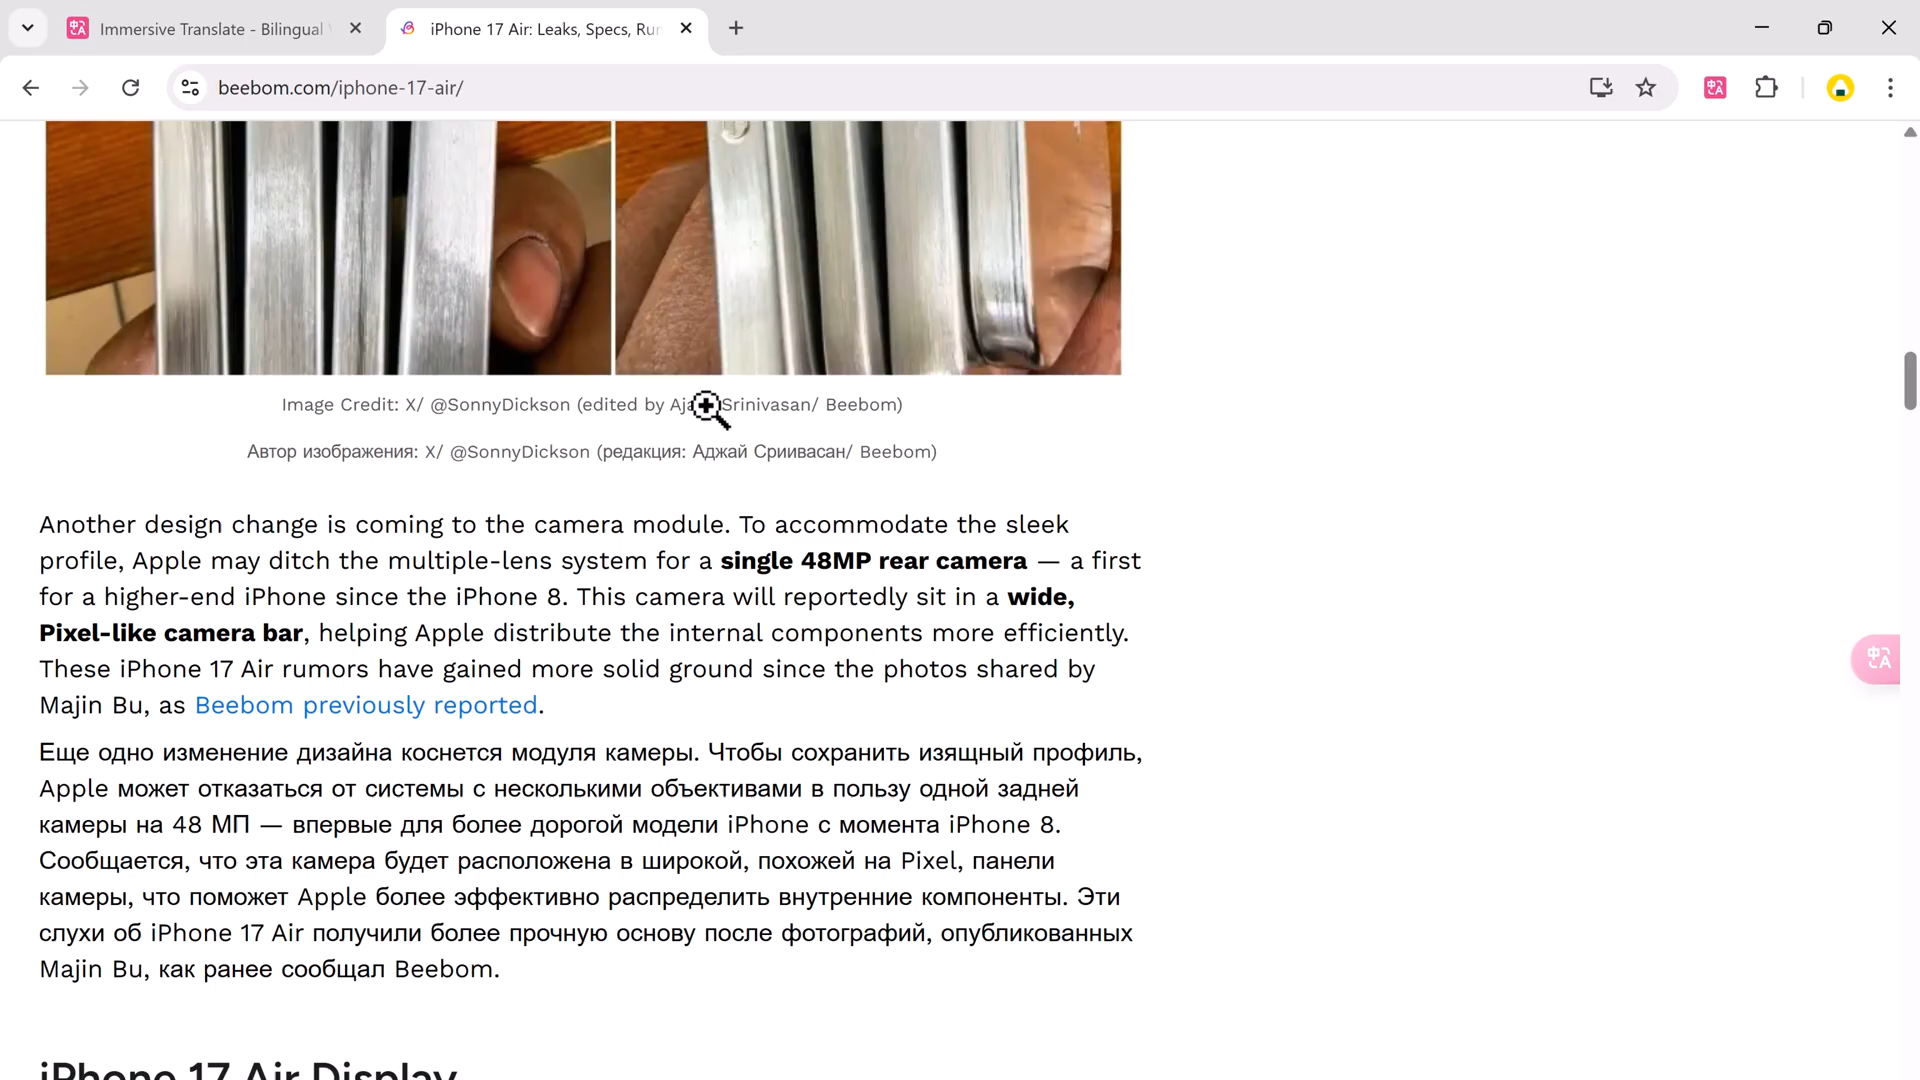 Immersive Translate - Bilingual
iPhone 17 Air: Leaks, Specs, Rur
beebom.com/iphone-17-air/
Image Credit: X/ @SonnyDickson (edited by Aja Srinivasan/ Beebom)
Автор изображения: X/ @SonnyDickson (редакция: Аджай Сриивасан/ Beebom)
Another design change is coming to the camera module. To accommodate the sleek
profile, Apple may ditch the multiple-lens system for a single 48MP rear camera — a first
for a higher-end iPhone since the iPhone 8. This camera will reportedly sit in a wide,
Pixel-like camera bar, helping Apple distribute the internal components more efficiently.
These iPhone 17 Air rumors have gained more solid ground since the photos shared by
Majin Bu, as Beebom previously reported.
Еще одно изменение дизайна коснется модуля камеры. Чтобы сохранить изящный профиль,
Apple может отказаться от системы с несколькими объективами в пользу одной задней
камеры на 48 МП — впервые для более дорогой модели iPhone с момента iPhone 8.
Сообщается, что эта камера будет расположена в широкой, похожей на Pixel, панели
камеры, что поможет Apple более эффективно распределить внутренние компоненты. Эти
слухи об iPhone 17 Air получили более прочную основу после фотографий, опубликованных
Majin Bu, как ранее сообщал Beebom.
iPhone 17 Air Display